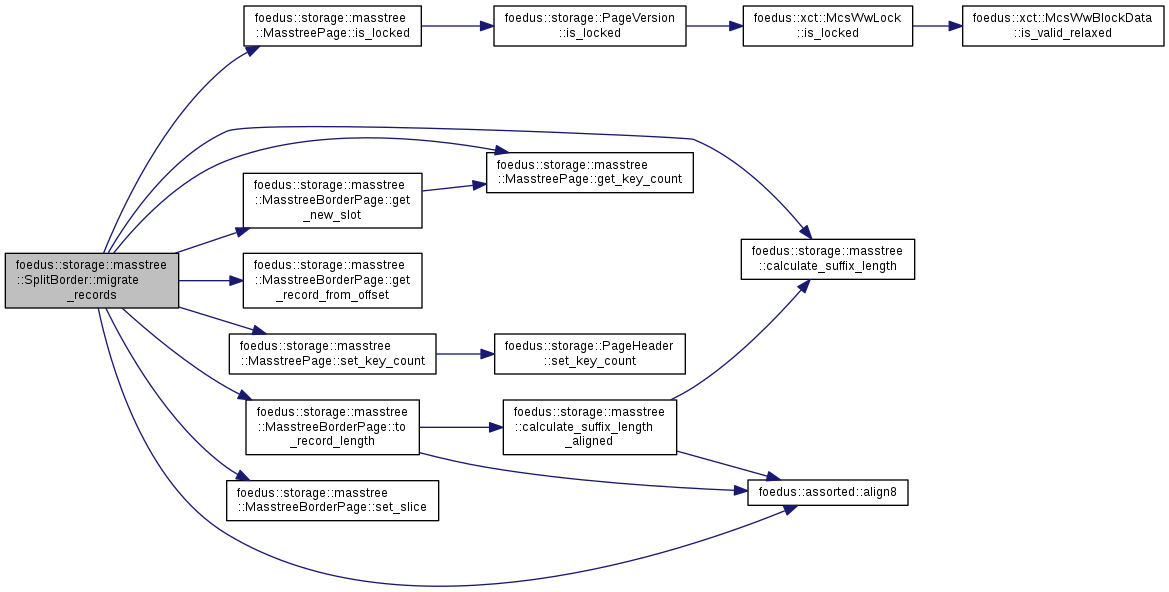 foedus::storage::masstree
::MasstreePage::is_locked
foedus::storage::PageVersion
::is_locked
foedus::xct::McsWwLock
::is_locked
foedus::xct::McsWwBlockData
::is_valid_relaxed
foedus::storage::masstree
::MasstreePage::get_key_count
foedus::storage::masstree
::MasstreeBorderPage::get
_new_slot
foedus::storage::masstree
::calculate_suffix_length
foedus::storage::masstree
::SplitBorder::migrate
_records
foedus::storage::masstree
::MasstreeBorderPage::get
_record_from_offset
foedus::storage::masstree
::MasstreePage::set_key_count
foedus::storage::PageHeader
::set_key_count
foedus::storage::masstree
::MasstreeBorderPage::to
_record_length
foedus::storage::masstree
::calculate_suffix_length
_aligned
foedus::storage::masstree
::MasstreeBorderPage::set_slice
foedus::assorted::align8